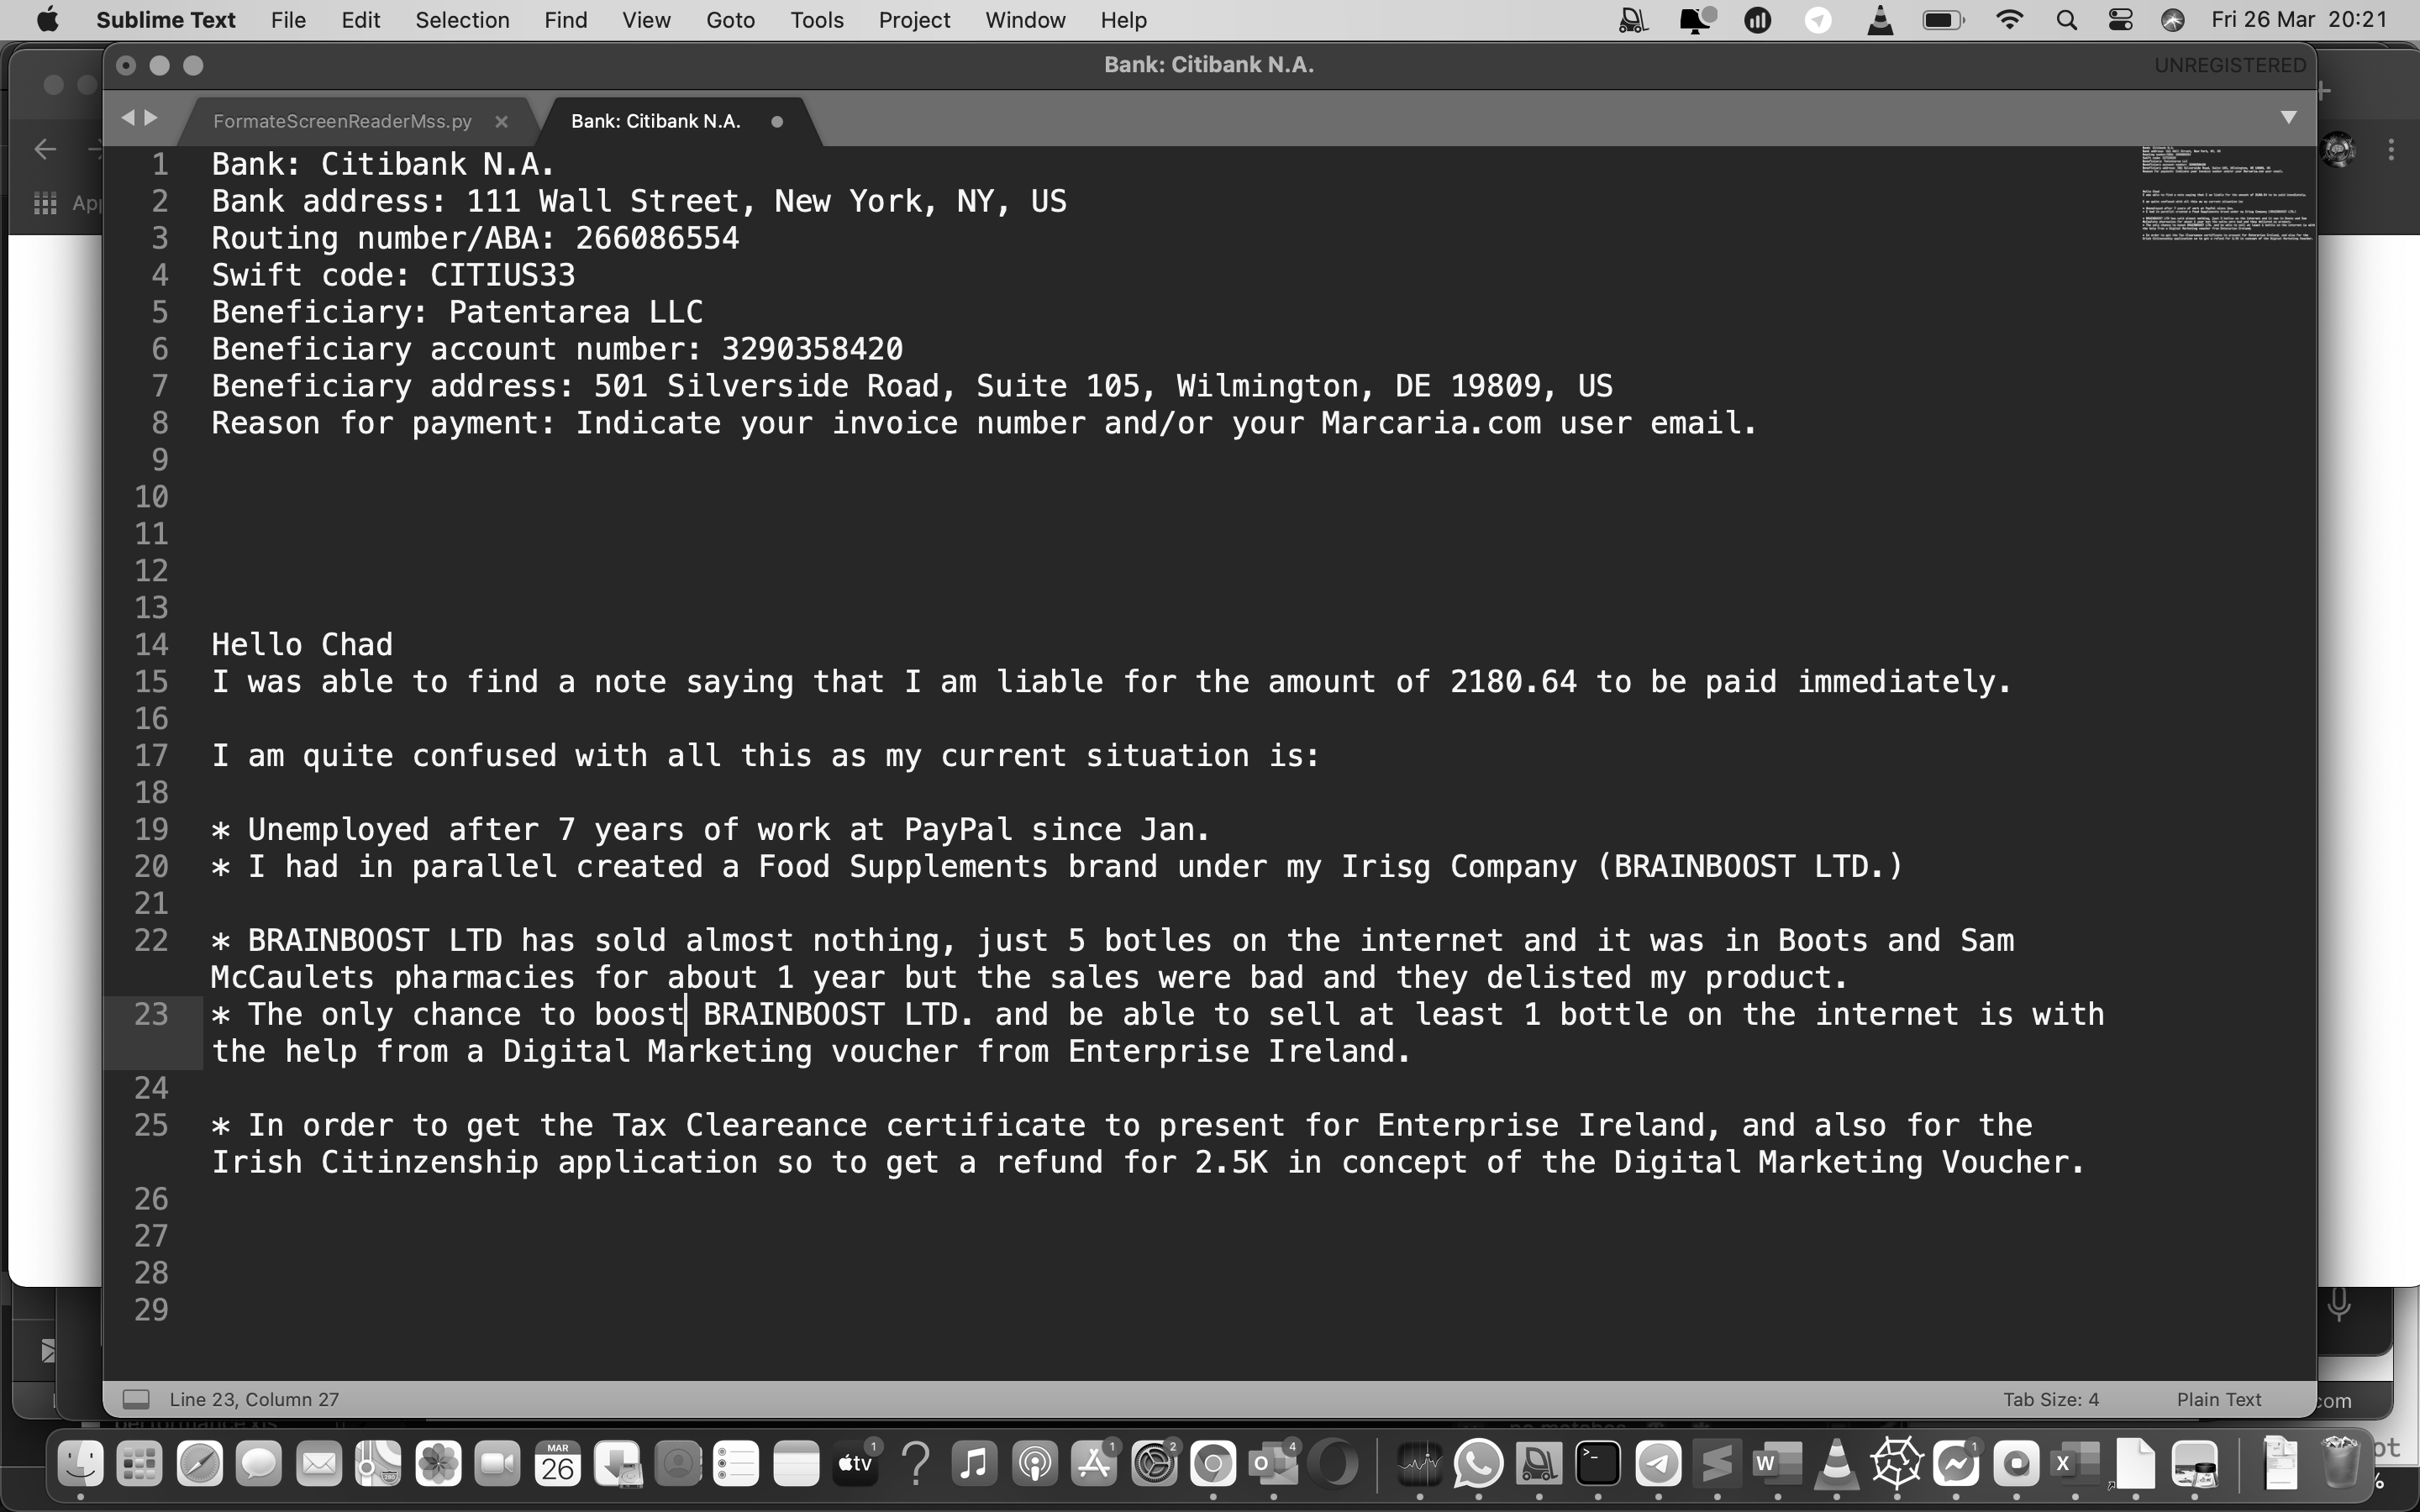 Sublime Text File Edit Selection Find View Goto Tools Project Window Help Fri 26 Mar 20:21
Bank: Citibank N.A. UNREGISTERED
FormateScreenReaderMss.py Bank: Citibank N.A.
App
1 Bank: Citibank N.A.
2 Bank address: 111 Wall Street, New York, NY, US
3 Routing number/ABA: 266086554
4 Swift code: CITIUS33
5 Beneficiary: Patentarea LLC
6 Beneficiary account number: 3290358420
7 Beneficiary address: 501 Silverside Road, Suite 105, Wilmington, DE 19809, US
8 Reason for payment: Indicate your invoice number and/or your Marcaria.com user email.
9
10
11
12
13
14 Hello Chad
15 I was able to find a note saying that I am liable for the amount of 2180.64 to be paid immediately.
16
17 I am quite confused with all this as my current situation is:
18
19 * Unemployed after 7 years of work at PayPal since Jan.
20 * I had in parallel created a Food Supplements brand under my Irisg Company (BRAINBOOST LTD.)
21
22 * BRAINBOOST LTD has sold almost nothing, just 5 botles on the internet and it was in Boots and Sam
McCaulets pharmacies for about 1 year but the sales were bad and they delisted my product.
23 * The only chance to boost BRAINBOOST LTD. and be able to sell at least 1 bottle on the internet is with
the help from a Digital Marketing voucher from Enterprise Ireland.
24
25 * In order to get the Tax Cleareance certificate to present for Enterprise Ireland, and also for the
Irish Citinzenship application so to get a refund for 2.5K in concept of the Digital Marketing Voucher.
26
27
28
29
Line 23, Column 27 Tab Size: 4 Plain Text
com
MAR
26
tv